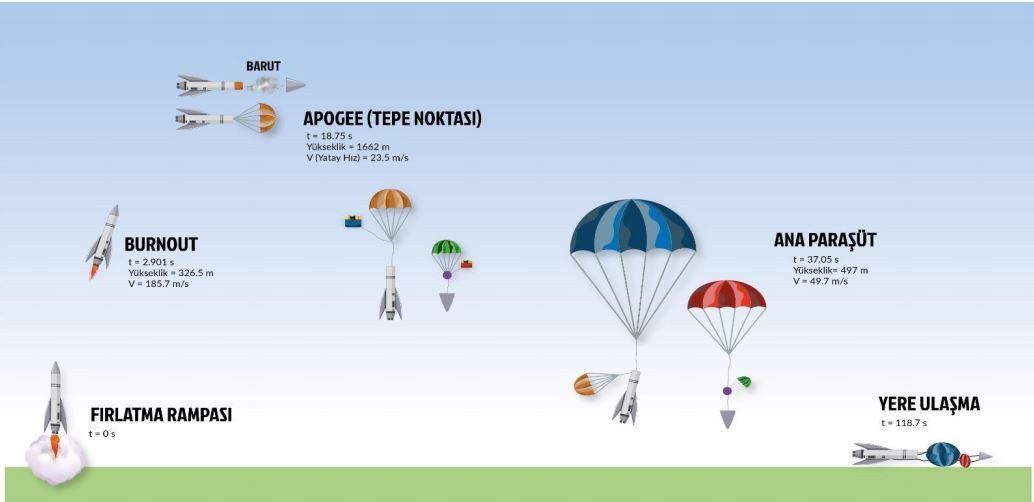 BARUT
APOGEE (TEPE NOKTASI)
t = 18.75 s
Yükseklik = 1662 m
V (Yatay Hız) = 23.5 m/s
BURNOUT
t = 2.901 s
Yükseklik = 326.5 m
V = 185.7 m/s
ANA PARAŞÜT
t = 37.05 s
Yükseklik= 497 m
V = 49.7 m/s
FIRLATMA RAMPASI
t = 0 s
YERE ULAŞMA
t = 118.7 s